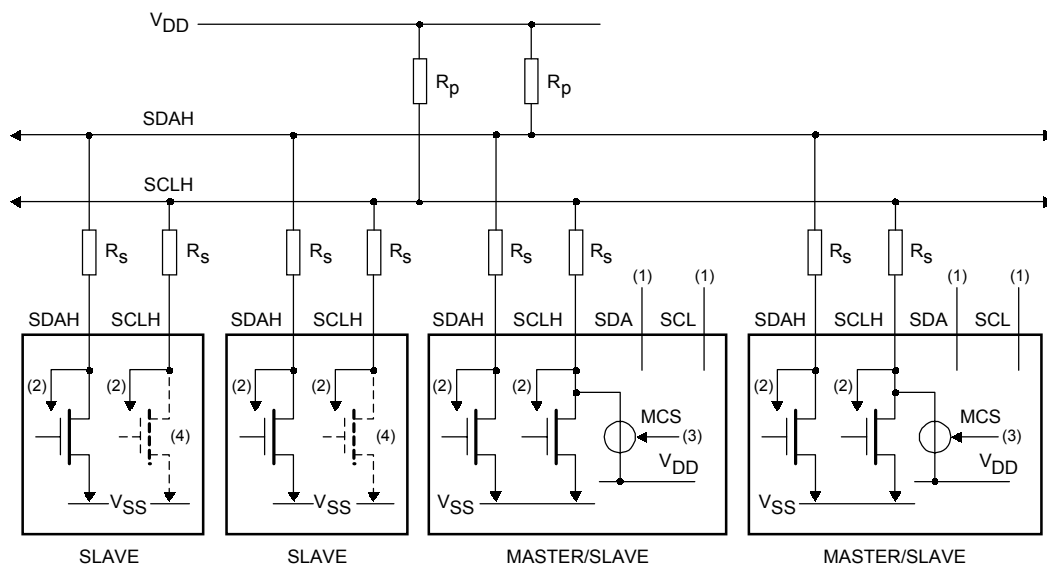 VDD
Rp Rp
SDAH
SCLH
Rs Rs Rs Rs Rs Rs Rs Rs
(1) (1) (1) (1)
SDAH SCLH SDAH SCLH SDAH SCLH SDA SCL SDAH SCLH SDA SCL
(2) (2) (2) (2) (2) (2) (2) (2)
MCS MCS
(4) (4) (3) (3)
VDD VDD
VSS VSS VSS VSS
SLAVE SLAVE MASTER/SLAVE MASTER/SLAVE